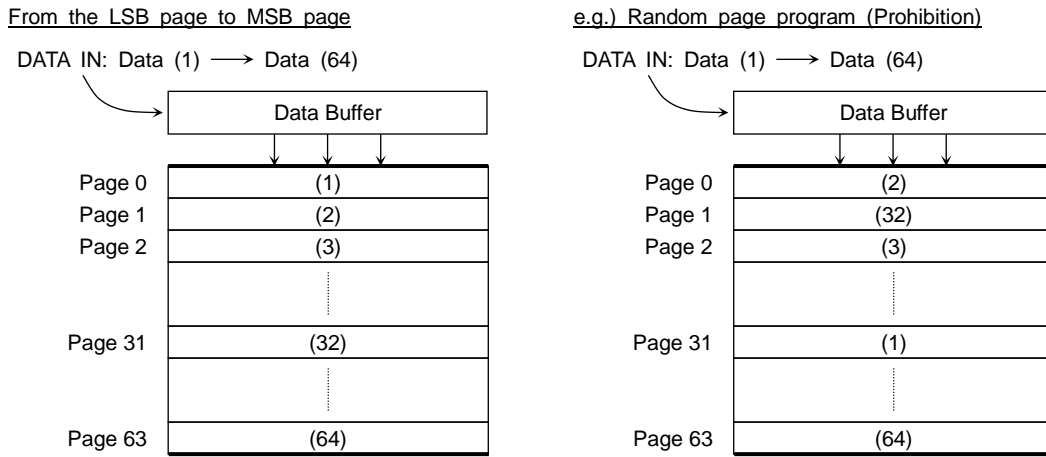 From the LSB page to MSB page
DATA IN: Data (1) → Data (64)
Data Buffer
Page 0 (1)
Page 1 (2)
Page 2 (3)
Page 31 (32)
Page 63 (64)
e.g.) Random page program (Prohibition)
DATA IN: Data (1) → Data (64)
Data Buffer
Page 0 (2)
Page 1 (32)
Page 2 (3)
Page 31 (1)
Page 63 (64)